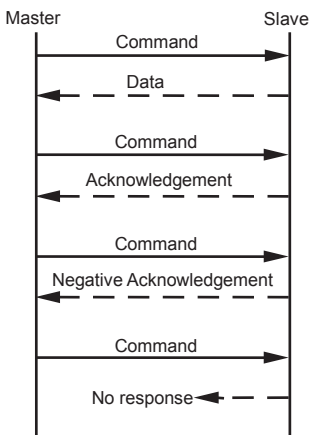 Master Slave
Command
Data
Command
Acknowledgement
Command
Negative Acknowledgement
Command
No response